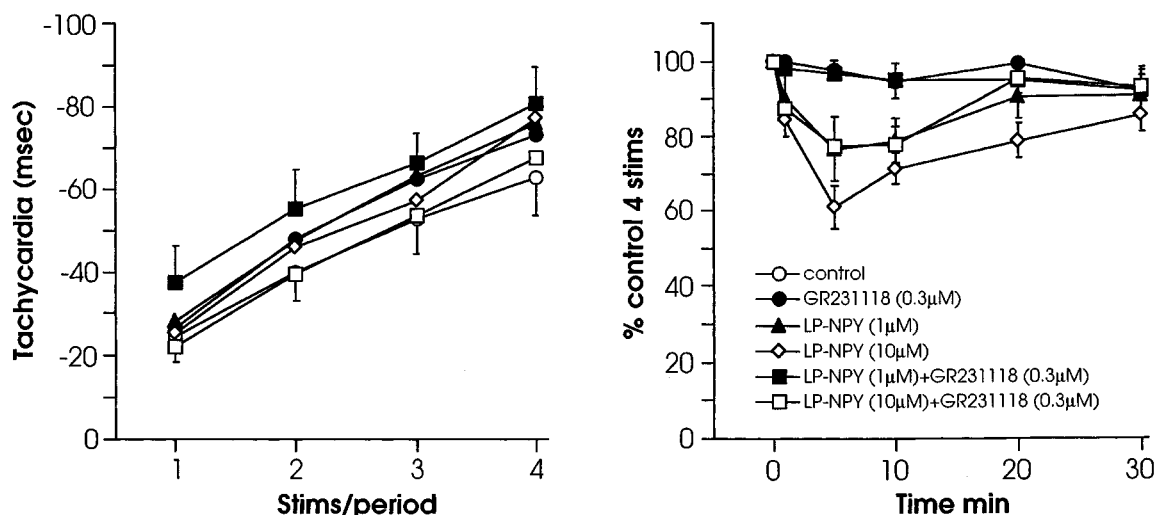 -100
-80
-60
-40
-20
0
Tachycardia (msec)
1 2 3 4
Stims/period
100
80
60
40
20
0
% control 4 stims
control
GR231118 (0.3µM)
LP-NPY (1µM)
LP-NPY (10µM)
LP-NPY (1µM)+GR231118 (0.3µM)
LP-NPY (10µM)+GR231118 (0.3µM)
0 10 20 30
Time min